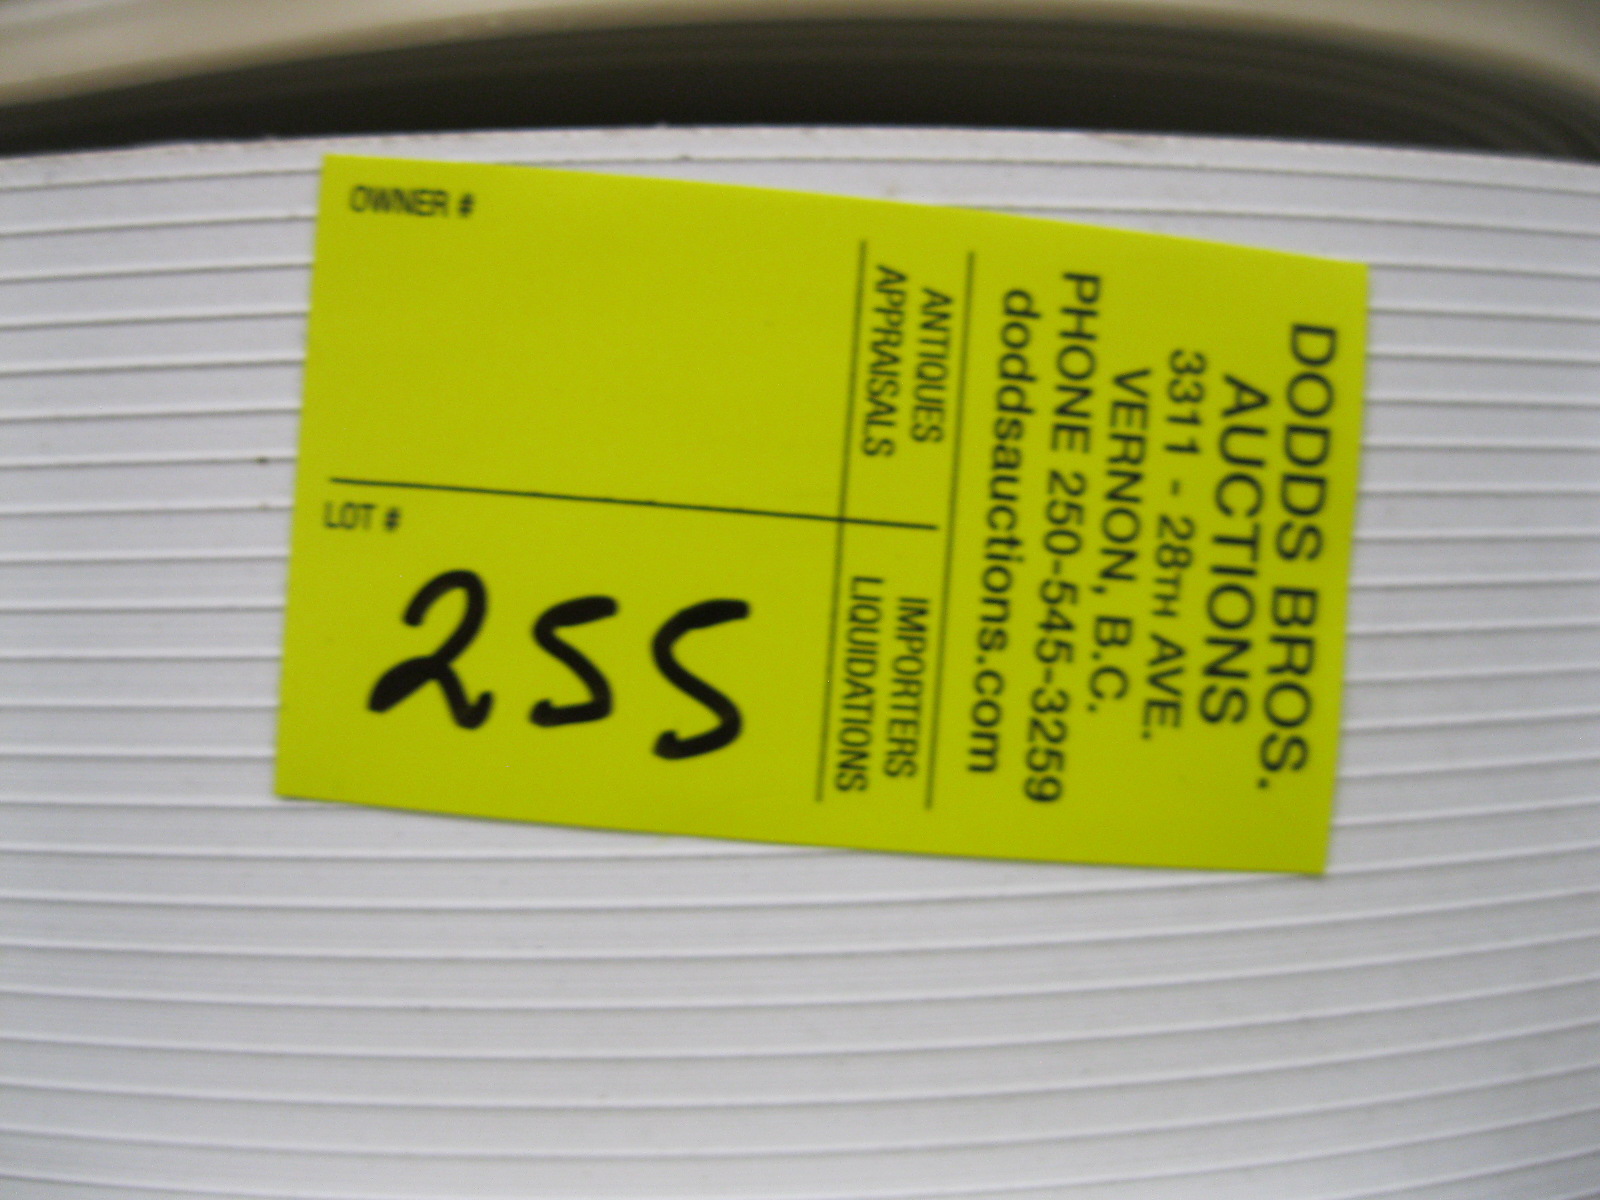 DODDS BROS.
AUCTIONS
3311 - 28TH AVE.
VERNON, B.C.
PHONE 250-545-3259
doddsauctions.com
ANTIQUES
APPRAISALS
IMPORTERS
LIQUIDATIONS
OWNER #
LOT #
255